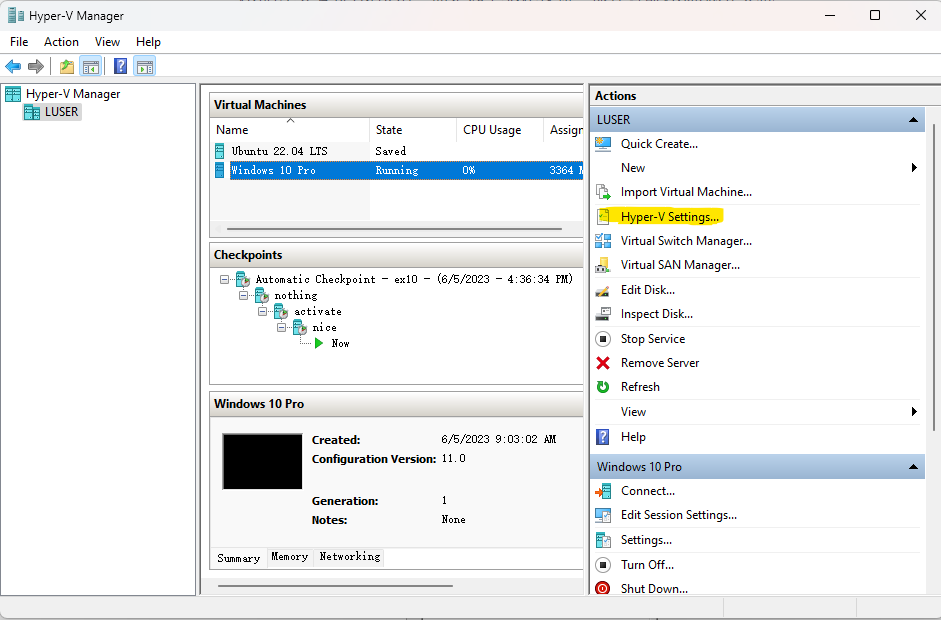 Hyper-V Manager
File Action View Help
Hyper-V Manager
LUSER
Virtual Machines
Name State CPU Usage Assign
Ubuntu 22.04 LTS Saved
Windows 10 Pro Running 0% 3364 M
Checkpoints
Automatic Checkpoint - ex10 - (6/5/2023 - 4:36:34 PM)
nothing
activate
nice
Now
Windows 10 Pro
Created: 6/5/2023 9:03:02 AM
Configuration Version: 11.0
Generation: 1
Notes: None
Summary Memory Networking
Actions
LUSER
Quick Create...
New
Import Virtual Machine...
Hyper-V Settings...
Virtual Switch Manager...
Virtual SAN Manager...
Edit Disk...
Inspect Disk...
Stop Service
Remove Server
Refresh
View
Help
Windows 10 Pro
Connect...
Edit Session Settings...
Settings...
Turn Off...
Shut Down...